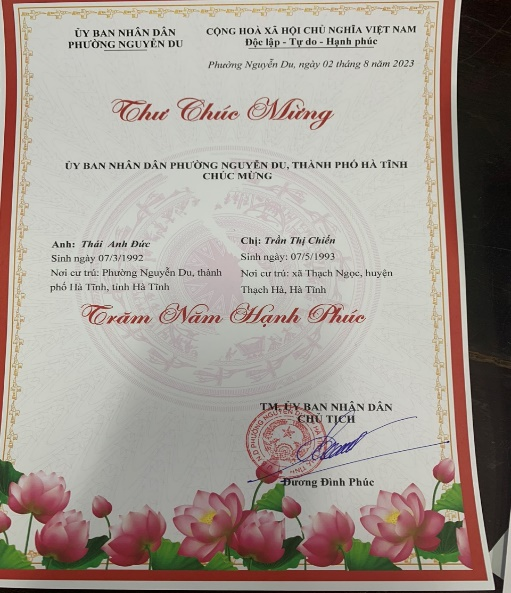 ỦY BAN NHÂN DÂN
PHƯỜNG NGUYỄN DU
CỘNG HOÀ XÃ HỘI CHỦ NGHĨA VIỆT NAM
Độc lập - Tự do - Hạnh phúc
Phường Nguyễn Du, ngày 02 tháng 8 năm 2023
Thư Chúc Mừng
ỦY BAN NHÂN DÂN PHƯỜNG NGUYỄN DU, THÀNH PHỐ HÀ TĨNH
CHÚC MỪNG
Anh: Thái Anh Đức
Sinh ngày 07/3/1992
Nơi cư trú: Phường Nguyễn Du, thành
phố Hà Tĩnh, tỉnh Hà Tĩnh
Chị: Trần Thị Chiến
Sinh ngày: 07/5/1993
Nơi cư trú: xã Thạch Ngọc, huyện
Thạch Hà, Hà Tĩnh
Trăm Năm Hạnh Phúc
TM. ỦY BAN NHÂN DÂN
CHỦ TỊCH
Dương Đình Phúc